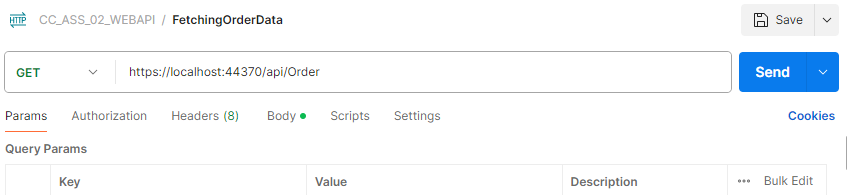 HTTP CC_ASS_02_WEBAPI / FetchingOrderData Save
GET https://localhost:44370/api/Order Send
Params Authorization Headers (8) Body Scripts Settings Cookies
Query Params
Key Value Description Bulk Edit